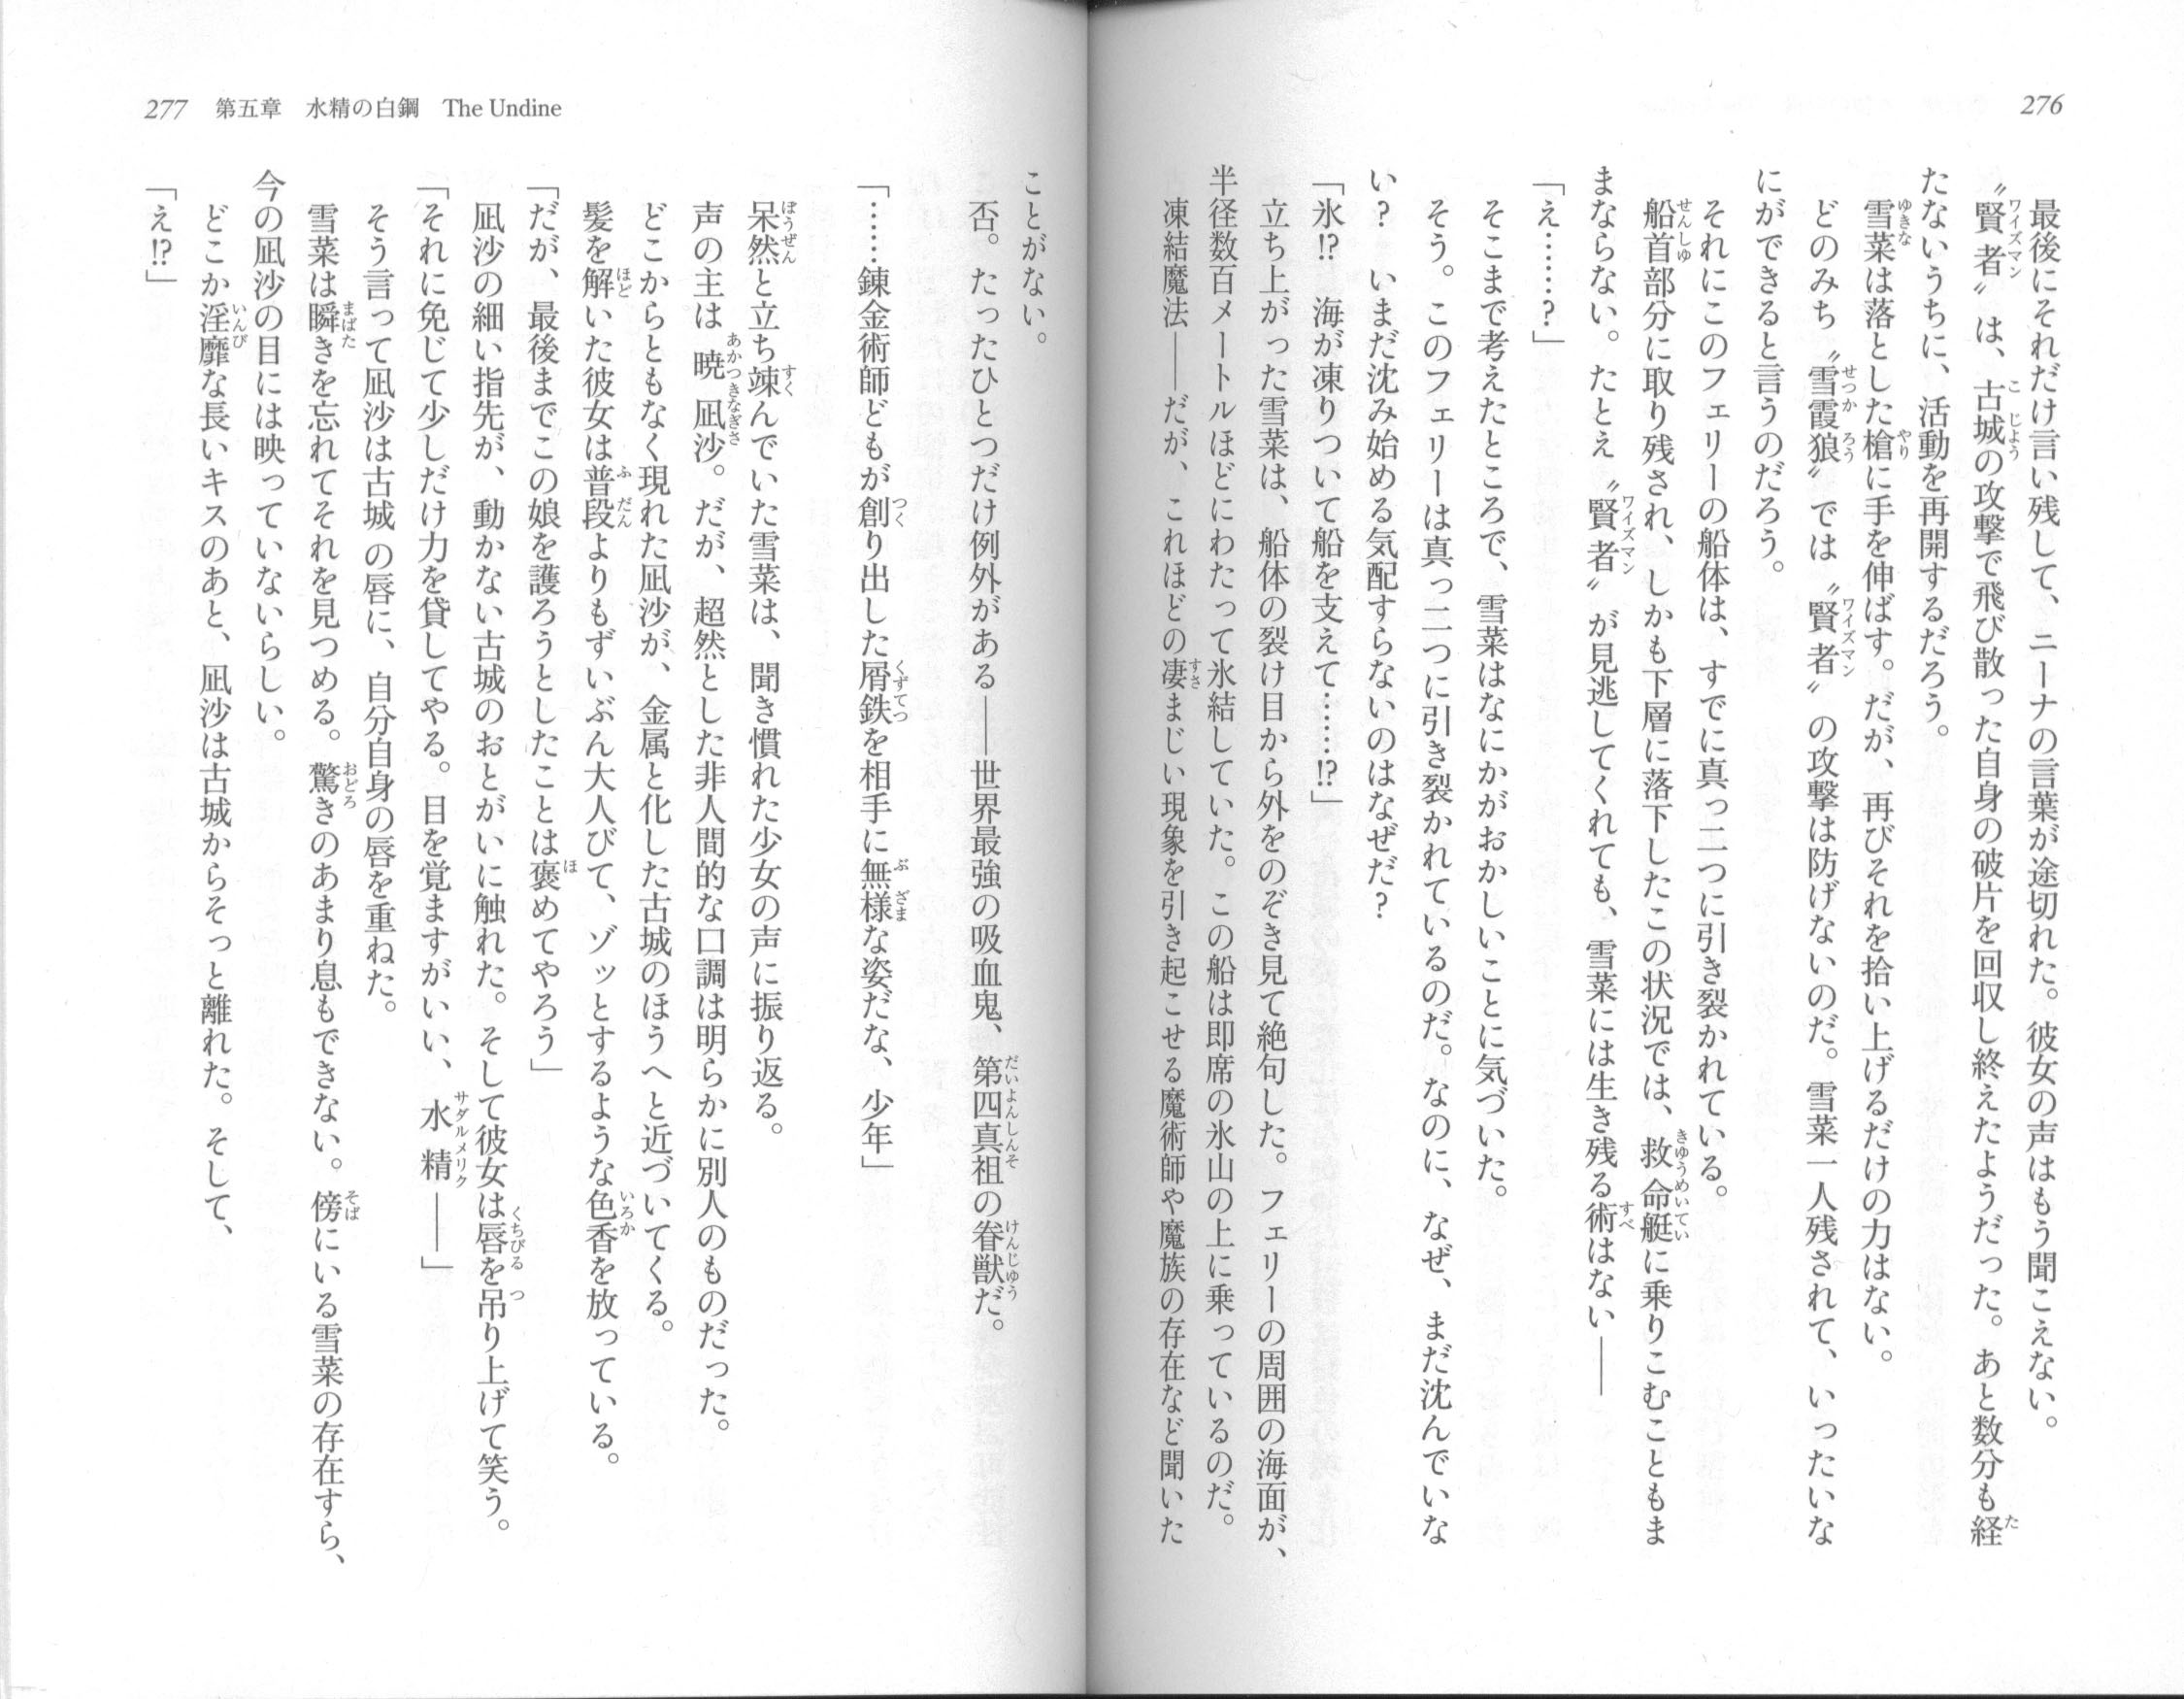 276
最後にそれだけ言い残して、ニーナの言葉が途切れた。彼女の声はもう聞こえない。
〝賢者〟は、古城の攻撃で飛び散った自身の破片を回収し終えたようだった。あと数分も経
たないうちに、活動を再開するだろう。
雪菜は落とした槍に手を伸ばす。だが、再びそれを拾い上げるだけの力はない。
どのみち〝雪霞狼〟では〝賢者〟の攻撃は防げないのだ。雪菜一人残されて、いったいな
にができると言うのだろう。
それにこのフェリーの船体は、すでに真っ二つに引き裂かれている。
船首部分に取り残され、しかも下層に落下したこの状況では、救命艇に乗りこむこともま
まならない。たとえ〝賢者〟が見逃してくれても、雪菜には生き残る術はない――
「え……？」
そこまで考えたところで、雪菜はなにかがおかしいことに気づいた。
そう。このフェリーは真っ二つに引き裂かれているのだ。なのに、なぜ、まだ沈んでいな
い？　いまだ沈み始める気配すらないのはなぜだ？
「氷!?　海が凍りついて船を支えて……!?」
立ち上がった雪菜は、船体の裂け目から外をのぞき見て絶句した。フェリーの周囲の海面が、
半径数百メートルほどにわたって氷結していた。この船は即席の氷山の上に乗っているのだ。
凍結魔法――だが、これほどの凄まじい現象を引き起こせる魔術師や魔族の存在など聞いた
277　第五章　水精の白鋼　The Undine
ことがない。
否。たったひとつだけ例外がある――世界最強の吸血鬼、第四真祖の眷獣だ。
「……錬金術師どもが創り出した屑鉄を相手に無様な姿だな、少年」
呆然と立ち竦んでいた雪菜は、聞き慣れた少女の声に振り返る。
声の主は暁凪沙。だが、超然とした非人間的な口調は明らかに別人のものだった。
どこからともなく現れた凪沙が、金属と化した古城のほうへと近づいてくる。
髪を解いた彼女は普段よりもずいぶん大人びて、ゾッとするような色香を放っている。
「だが、最後までこの娘を護ろうとしたことは褒めてやろう」
凪沙の細い指先が、動かない古城のおとがいに触れた。そして彼女は唇を吊り上げて笑う。
「それに免じて少しだけ力を貸してやる。目を覚ますがいい、水精――」
そう言って凪沙は古城の唇に、自分自身の唇を重ねた。
雪菜は瞬きを忘れてそれを見つめる。驚きのあまり息もできない。傍にいる雪菜の存在すら、
今の凪沙の目には映っていないらしい。
どこか淫靡な長いキスのあと、凪沙は古城からそっと離れた。そして、
「え!?」